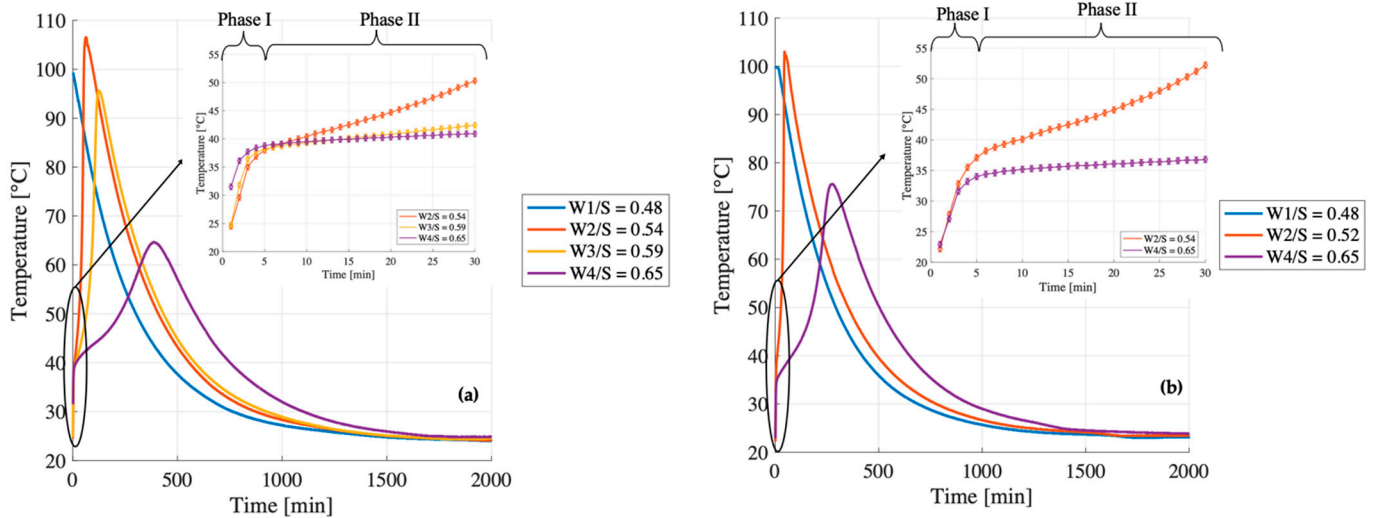 Phase I Phase II
110
100
90
80
70
60
50
40
30
20
Temperature [°C]
0 500 1000 1500 2000
Time [min]
55
50
45
40
35
30
25
20
Temperature [°C]
0 5 10 15 20 25 30
Time [min]
W2/S = 0.54
W3/S = 0.59
W4/S = 0.65
(a)
W1/S = 0.48
W2/S = 0.54
W3/S = 0.59
W4/S = 0.65
Phase I Phase II
110
100
90
80
70
60
50
40
30
20
Temperature [°C]
0 500 1000 1500 2000
Time [min]
55
50
45
40
35
30
25
20
Temperature [°C]
0 5 10 15 20 25 30
Time [min]
W2/S = 0.54
W4/S = 0.65
(b)
W1/S = 0.48
W2/S = 0.52
W4/S = 0.65